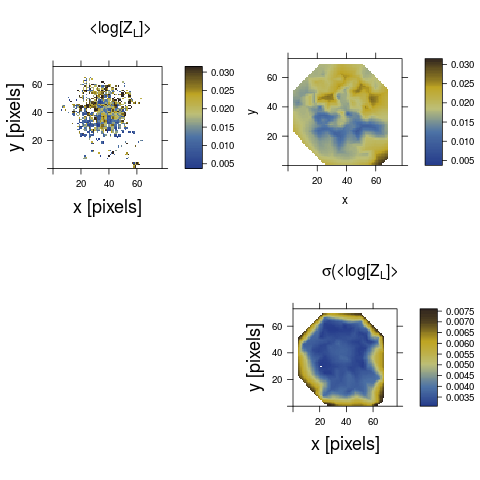 <log[Z_L]>
y [pixels]
60
40
20
20 40 60
x [pixels]
0.030
0.025
0.020
0.015
0.010
0.005
y
60
40
20
20 40 60
x
0.030
0.025
0.020
0.015
0.010
0.005
σ(<log[Z_L]>
y [pixels]
60
40
20
20 40 60
x [pixels]
0.0075
0.0070
0.0065
0.0060
0.0055
0.0050
0.0045
0.0040
0.0035